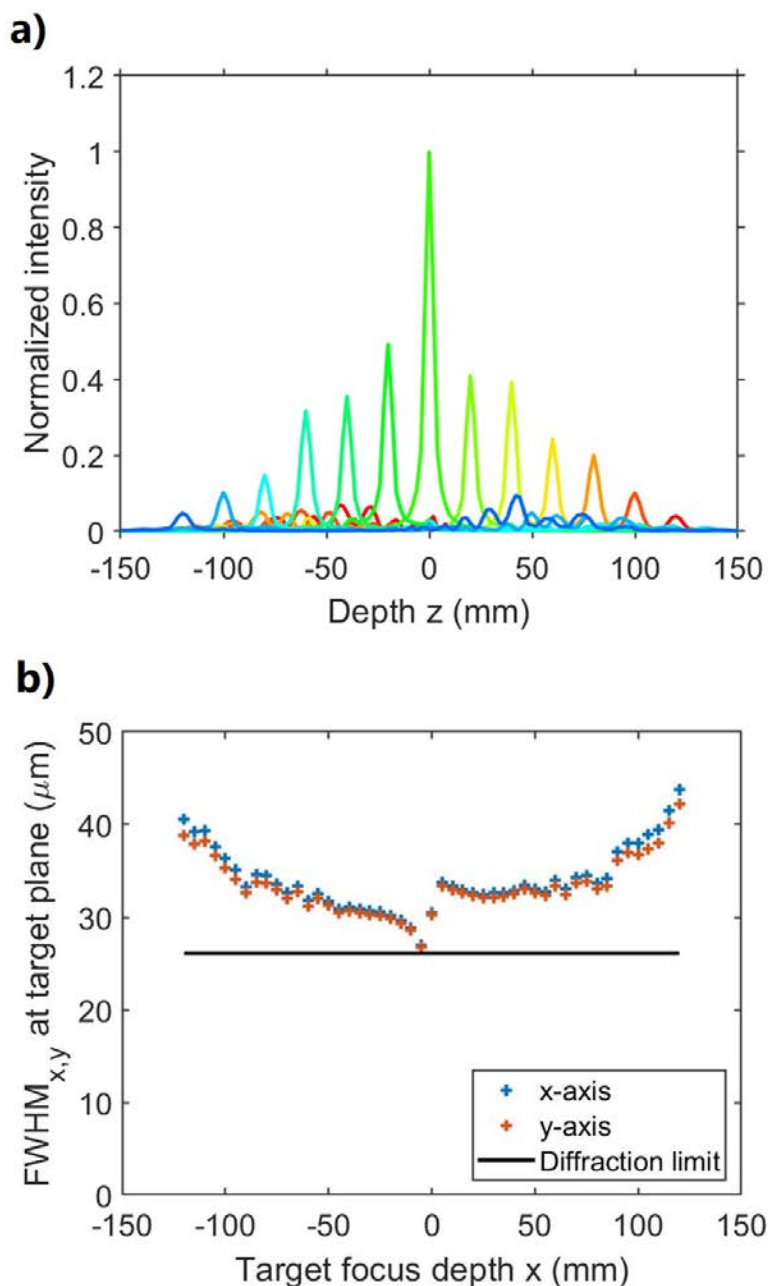 a)
1.2
1
0.8
0.6
0.4
0.2
0
Normalized intensity
-150 -100 -50 0 50 100 150
Depth z (mm)
b)
50
40
30
20
10
0
FWHMx,y at target plane (μm)
x-axis
y-axis
Diffraction limit
-150 -100 -50 0 50 100 150
Target focus depth x (mm)